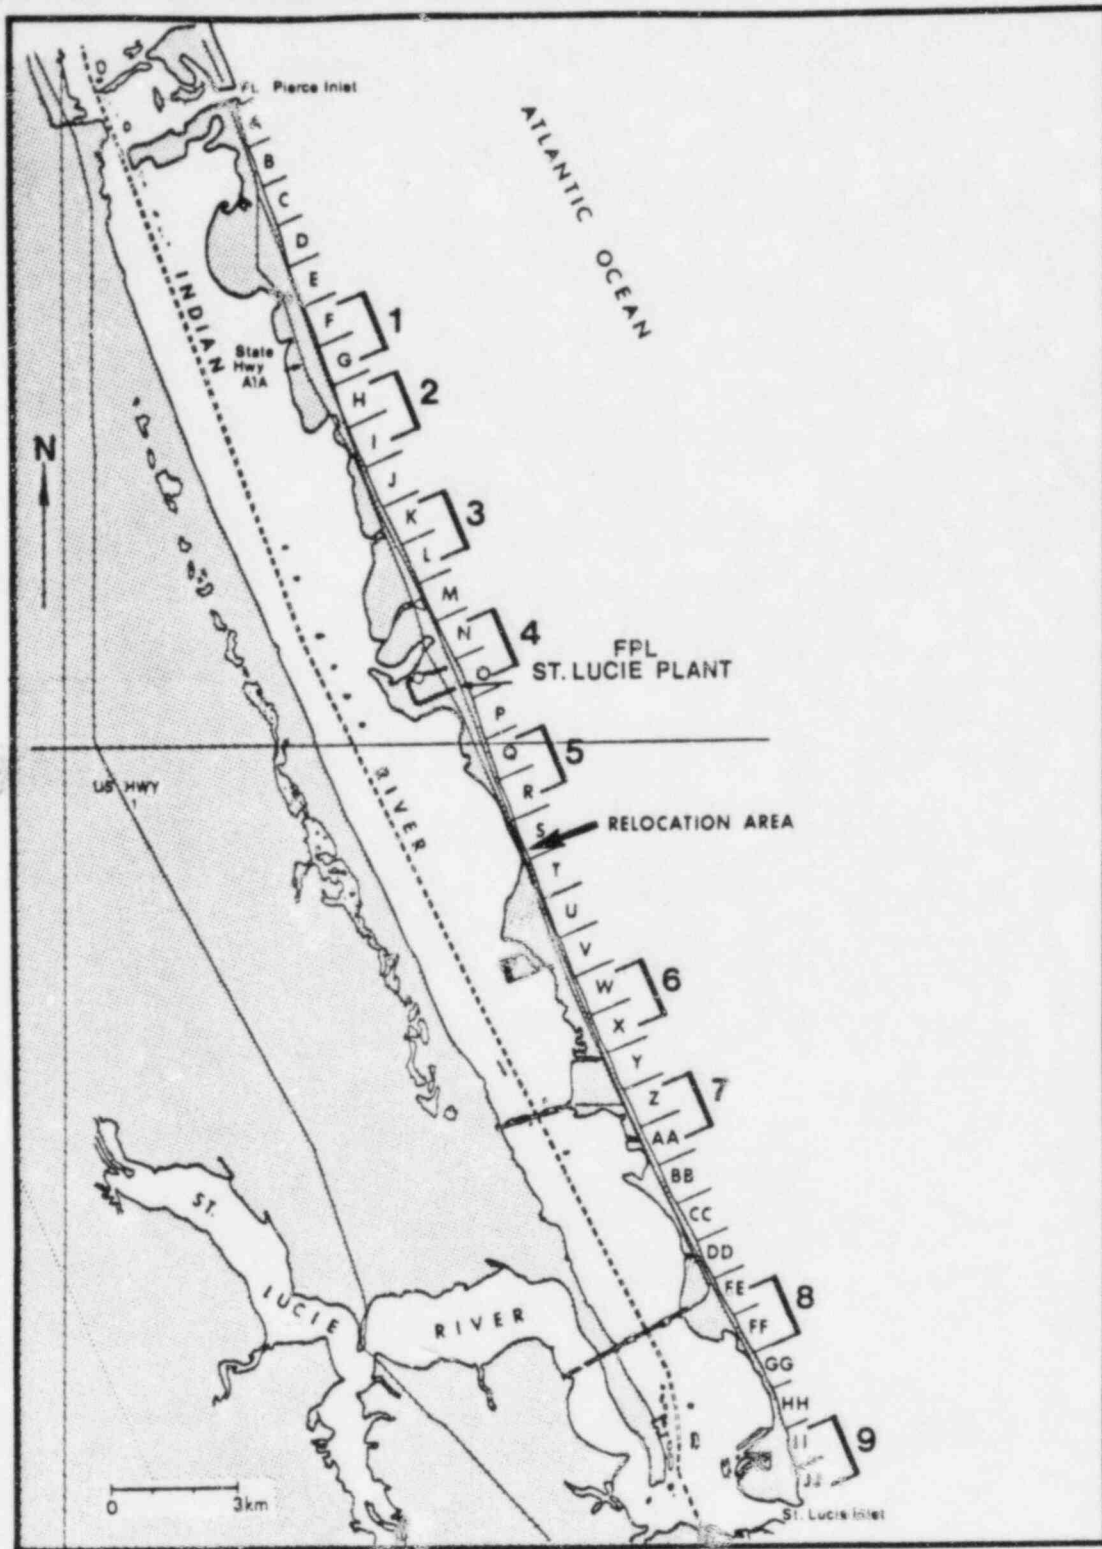 Ft. Pierce Inlet
ATLANTIC OCEAN
A
B
C
D
E
F
G
1
H
I
2
J
K
L
3
M
N
O
4
FPL
ST. LUCIE PLANT
P
Q
R
5
S
RELOCATION AREA
T
U
V
W
X
6
Y
Z
AA
7
BB
CC
DD
EE
FF
8
GG
HH
II
JJ
9
St. Lucie Inlet
INDIAN
RIVER
State
Hwy
A1A
N
US HWY
1
ST.
LUCIE
RIVER
0 3km